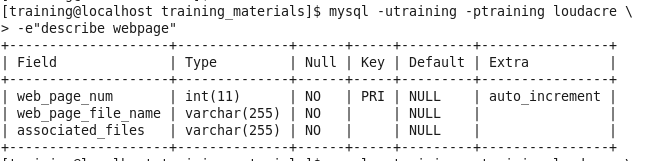 [training@localhost training_materials]$ mysql -utraining -ptraining loudacre \
> -e"describe webpage"
+--------------------+--------------+------+-----+---------+----------------+
| Field              | Type         | Null | Key | Default | Extra          |
+--------------------+--------------+------+-----+---------+----------------+
| web_page_num       | int(11)      | NO   | PRI | NULL    | auto_increment |
| web_page_file_name | varchar(255) | NO   |     | NULL    |                |
| associated_files   | varchar(255) | NO   |     | NULL    |                |
+--------------------+--------------+------+-----+---------+----------------+